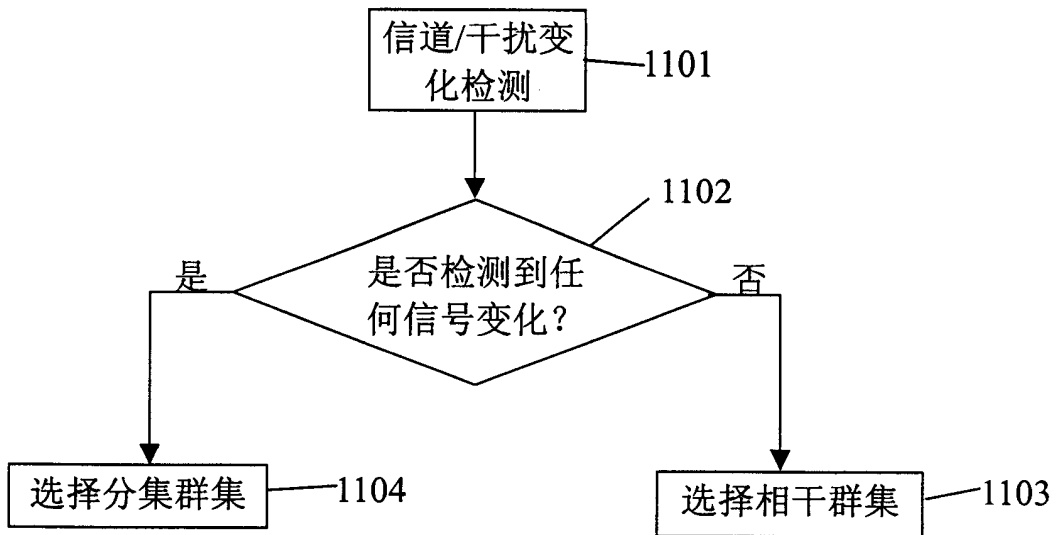 信道/干扰变
化检测
1101
1102
是否检测到任
何信号变化？
是
否
选择分集群集
1104
选择相干群集
1103